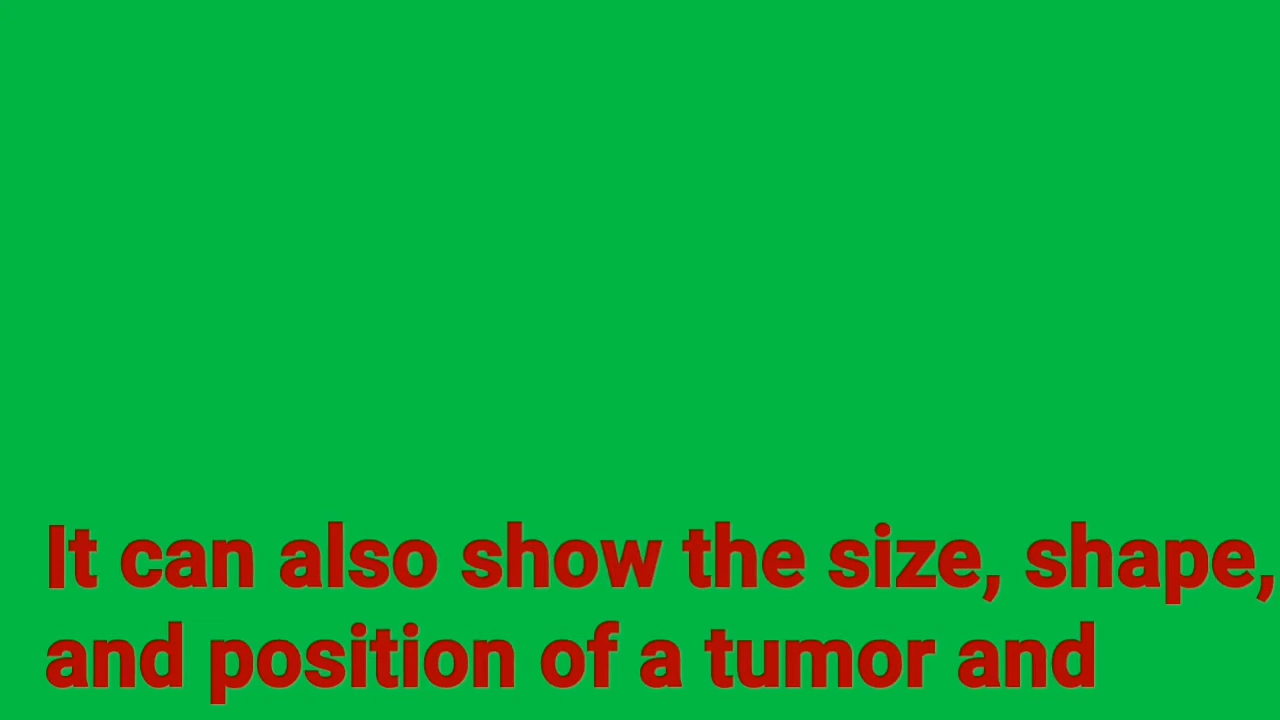 It can also show the size, shape,
and position of a tumor and